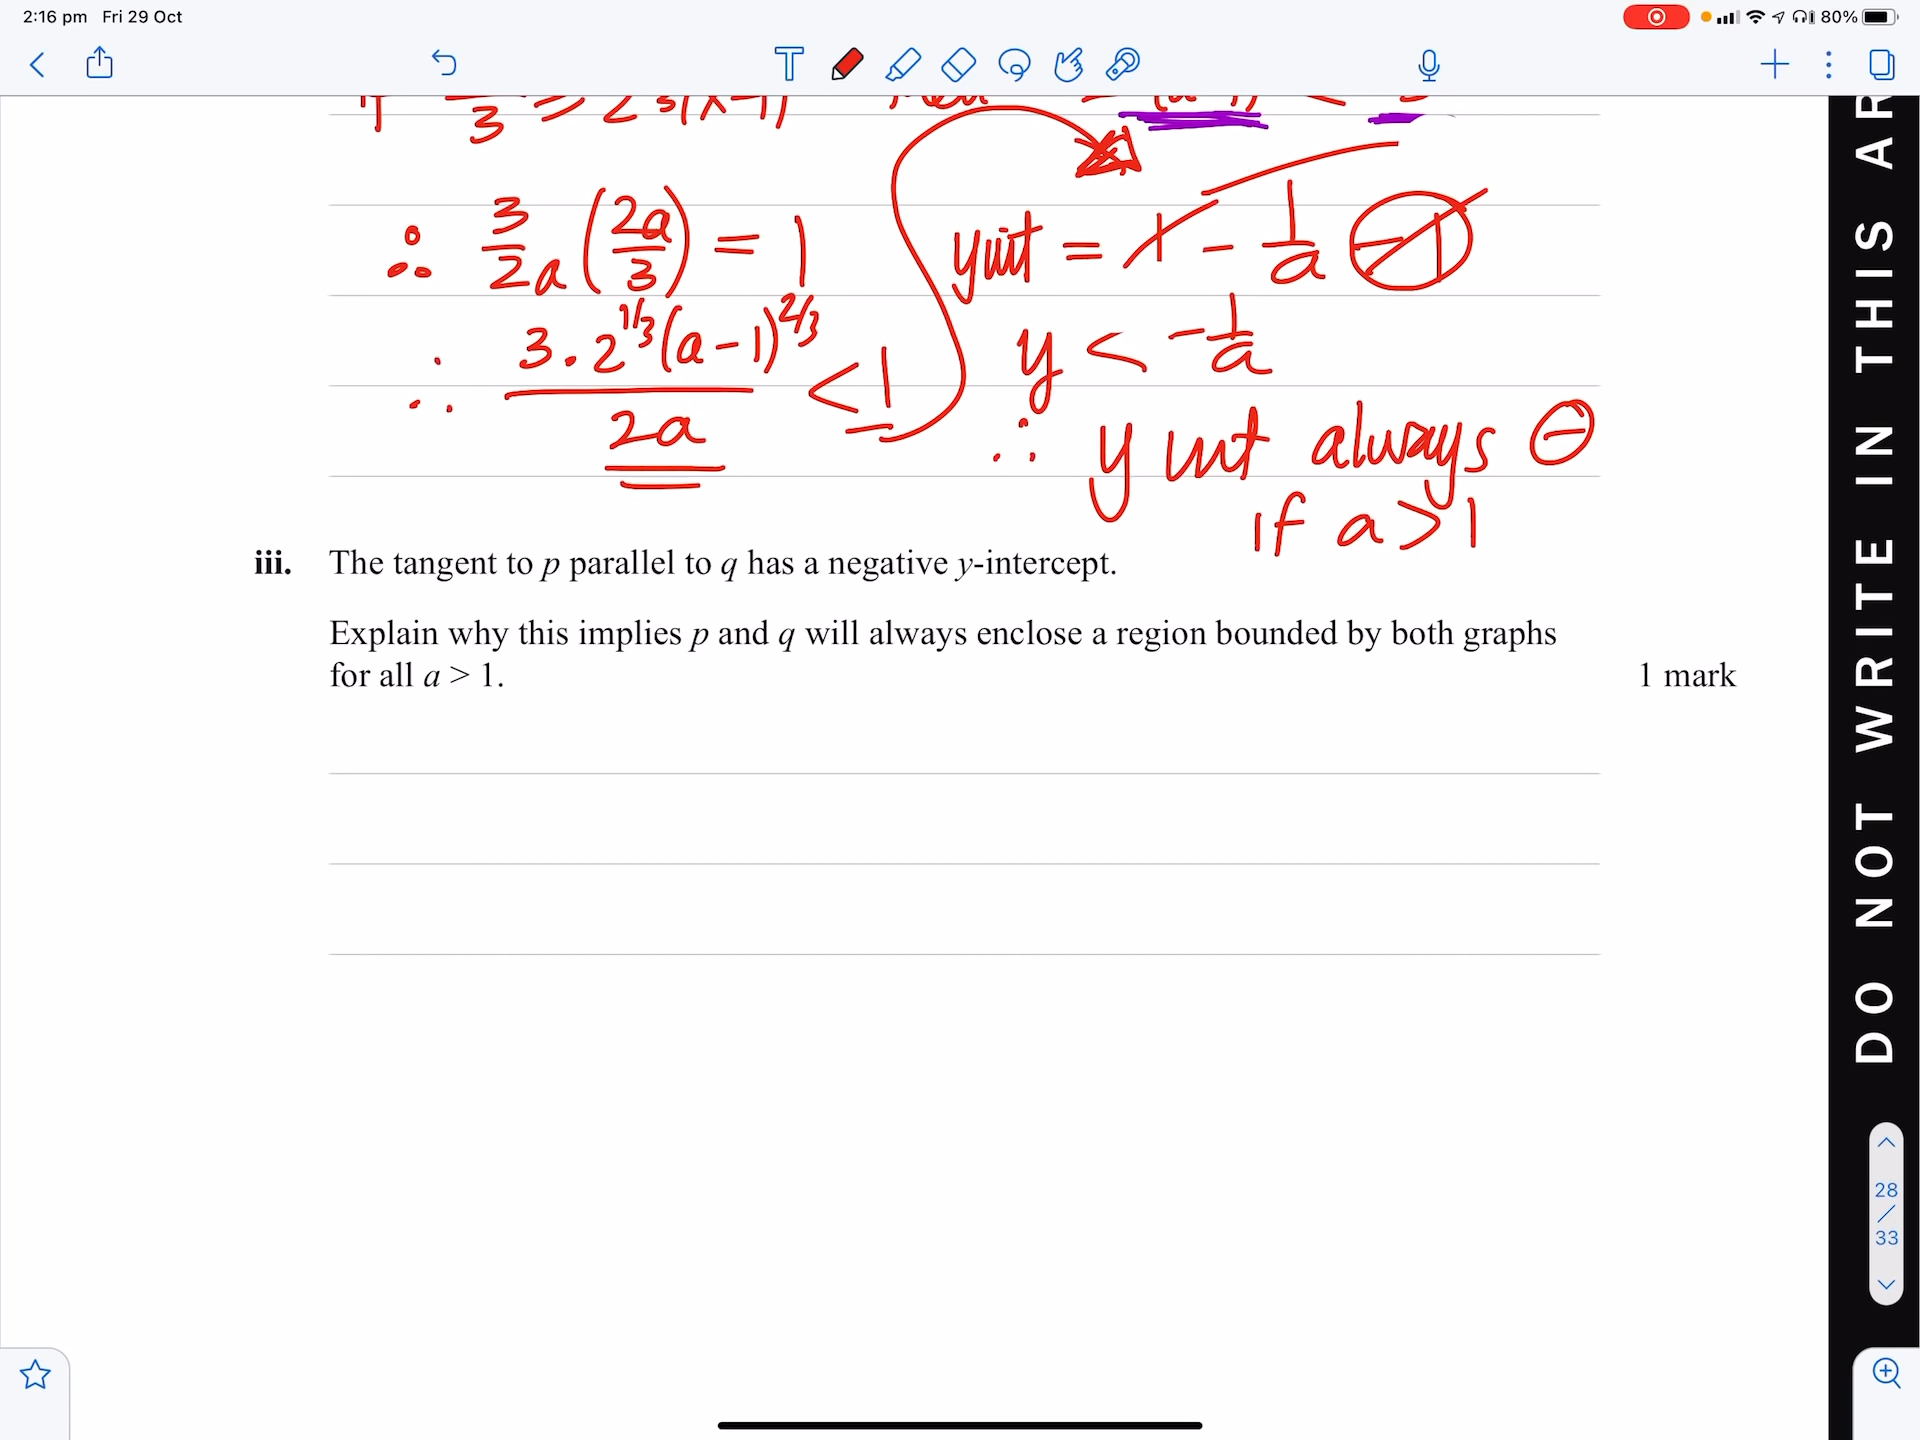 2:16 pm Fri 29 Oct
80%
∴ 3/2a (2a/3) = 1
yint = 1 - 1/a - 1
∴ 3·2^1/3(a-1)^2/3 / 2a < 1
y < -1/a
∴ y int always ⊖
if a > 1
iii. The tangent to p parallel to q has a negative y-intercept.
Explain why this implies p and q will always enclose a region bounded by both graphs
for all a > 1.
1 mark
DO NOT WRITE IN THIS AR
28
/
33